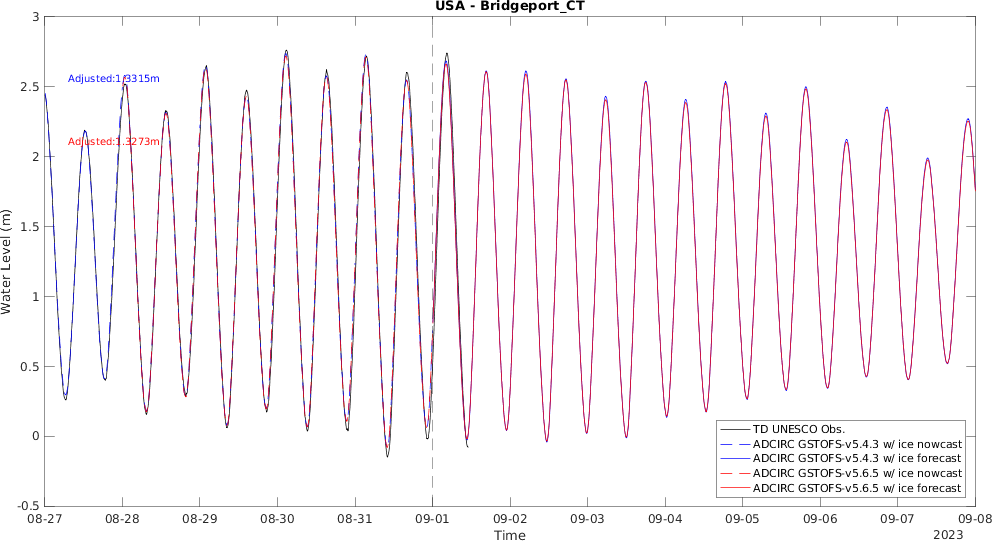 USA - Bridgeport_CT
3
2.5
2
1.5
1
0.5
0
-0.5
Water Level (m)
Adjusted:1.3315m
Adjusted:1.3273m
TD UNESCO Obs.
ADCIRC GSTOFS-v5.4.3 w/ ice nowcast
ADCIRC GSTOFS-v5.4.3 w/ ice forecast
ADCIRC GSTOFS-v5.6.5 w/ ice nowcast
ADCIRC GSTOFS-v5.6.5 w/ ice forecast
08-27 08-28 08-29 08-30 08-31 09-01 09-02 09-03 09-04 09-05 09-06 09-07 09-08
Time
2023